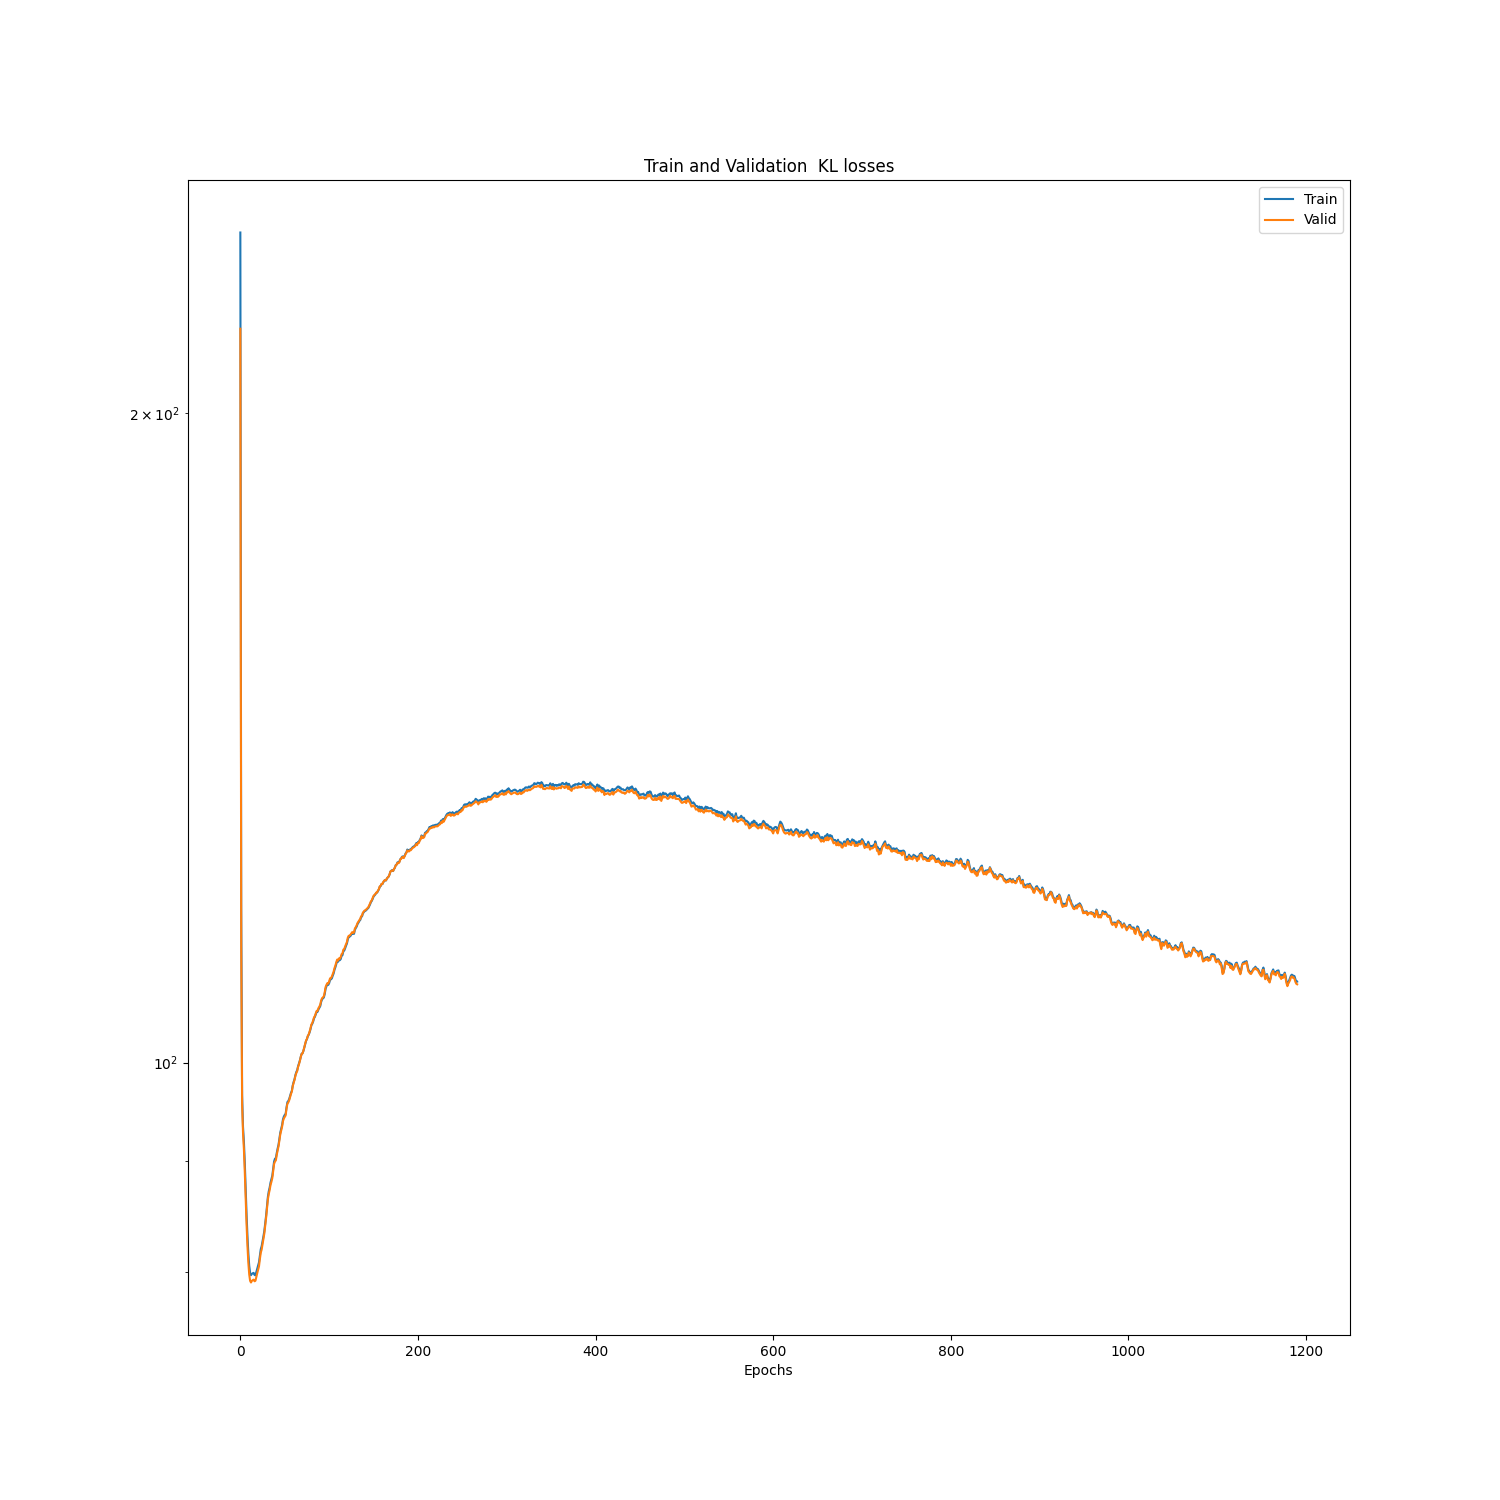 Train and Validation  KL losses
Train
Valid
2 × 10²
10²
0 200 400 600 800 1000 1200
Epochs